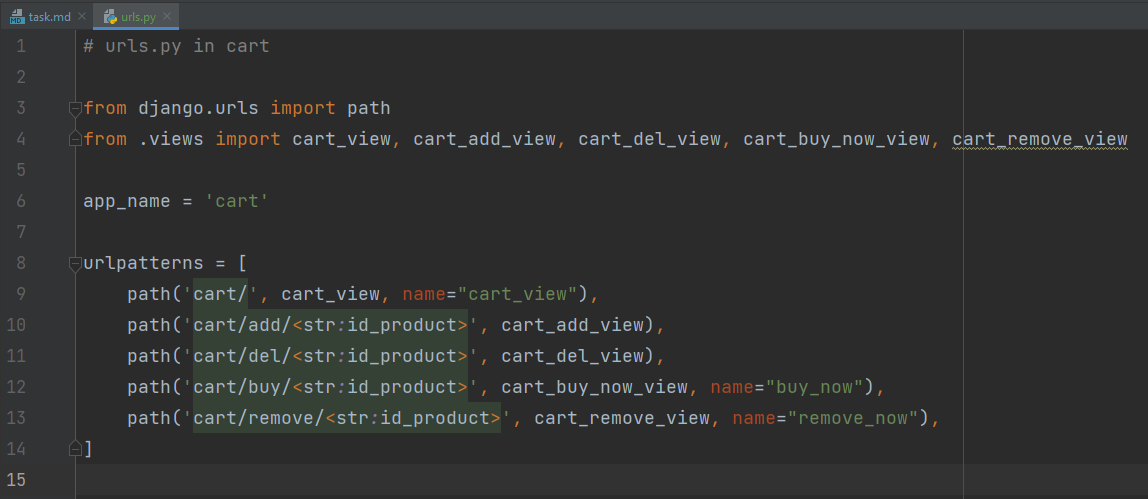 task.md urls.py
1 # urls.py in cart
2
3 from django.urls import path
4 from .views import cart_view, cart_add_view, cart_del_view, cart_buy_now_view, cart_remove_view
5
6 app_name = 'cart'
7
8 urlpatterns = [
9     path('cart/', cart_view, name="cart_view"),
10     path('cart/add/<str:id_product>', cart_add_view),
11     path('cart/del/<str:id_product>', cart_del_view),
12     path('cart/buy/<str:id_product>', cart_buy_now_view, name="buy_now"),
13     path('cart/remove/<str:id_product>', cart_remove_view, name="remove_now"),
14 ]
15